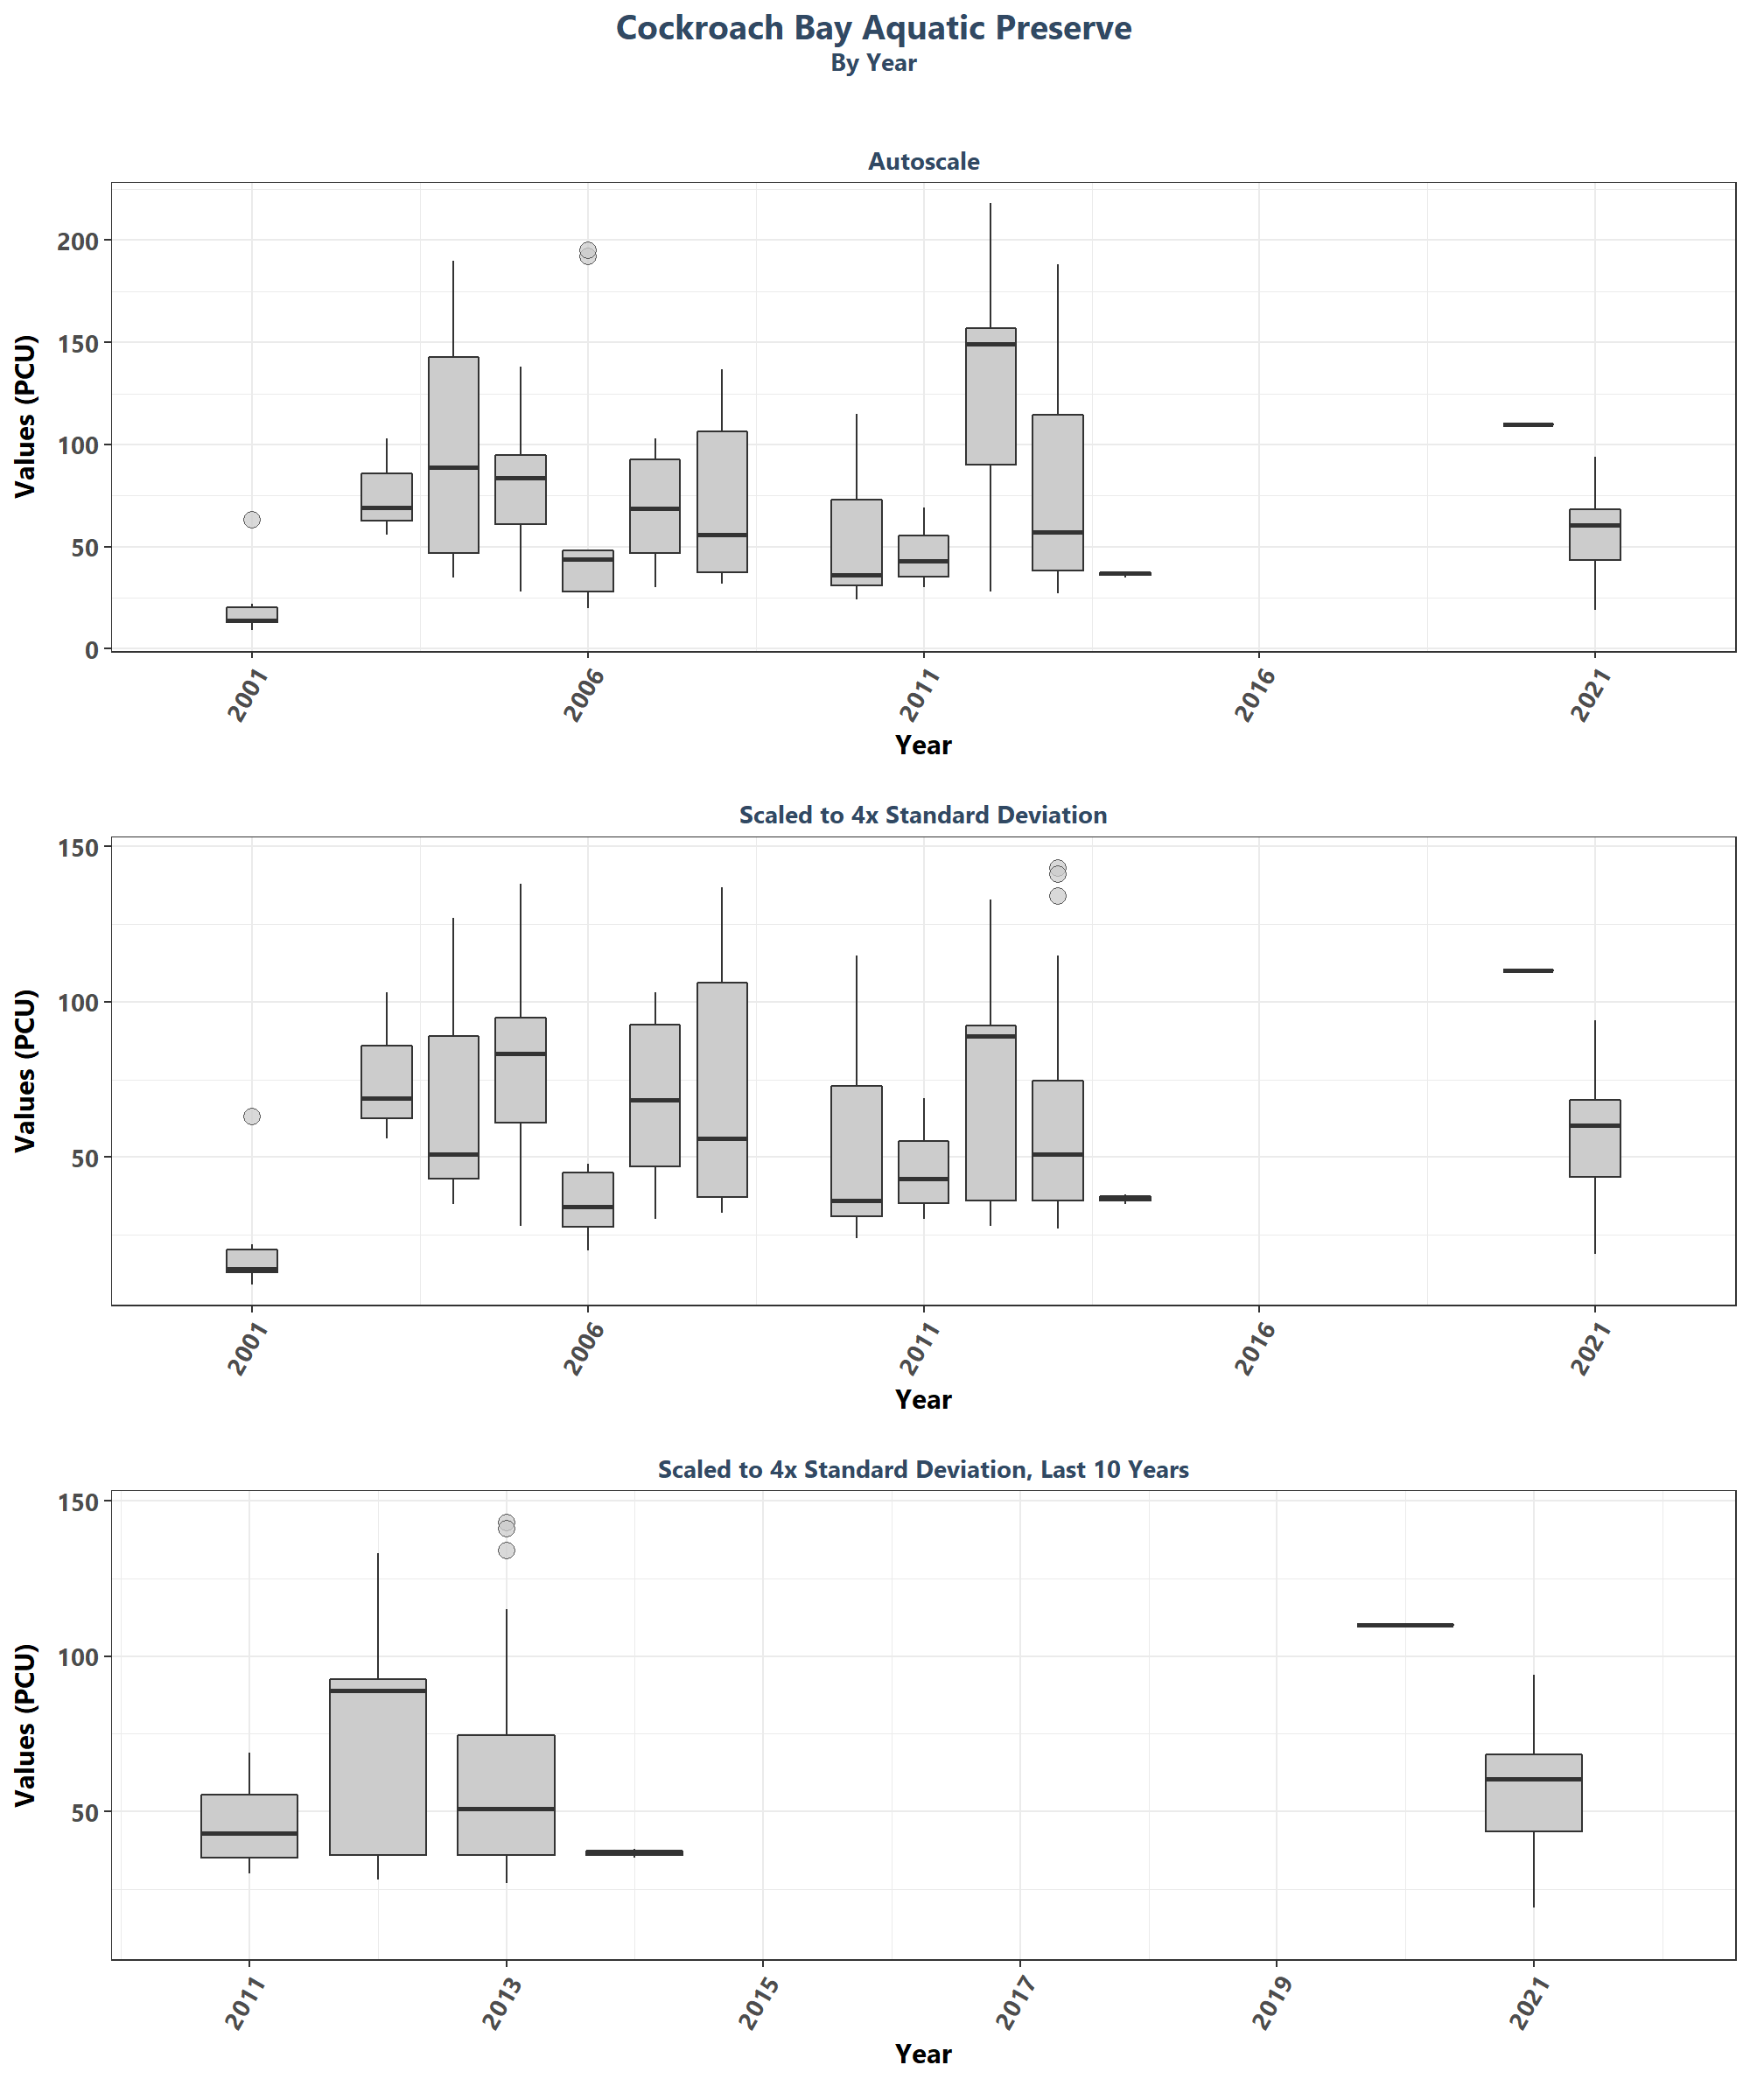 Cockroach Bay Aquatic Preserve
By Year
Autoscale
Values (PCU)
200
150
100
50
0
2001
2006
2011
2016
2021
Year
Scaled to 4x Standard Deviation
Values (PCU)
150
100
50
2001
2006
2011
2016
2021
Year
Scaled to 4x Standard Deviation, Last 10 Years
Values (PCU)
150
100
50
2011
2013
2015
2017
2019
2021
Year